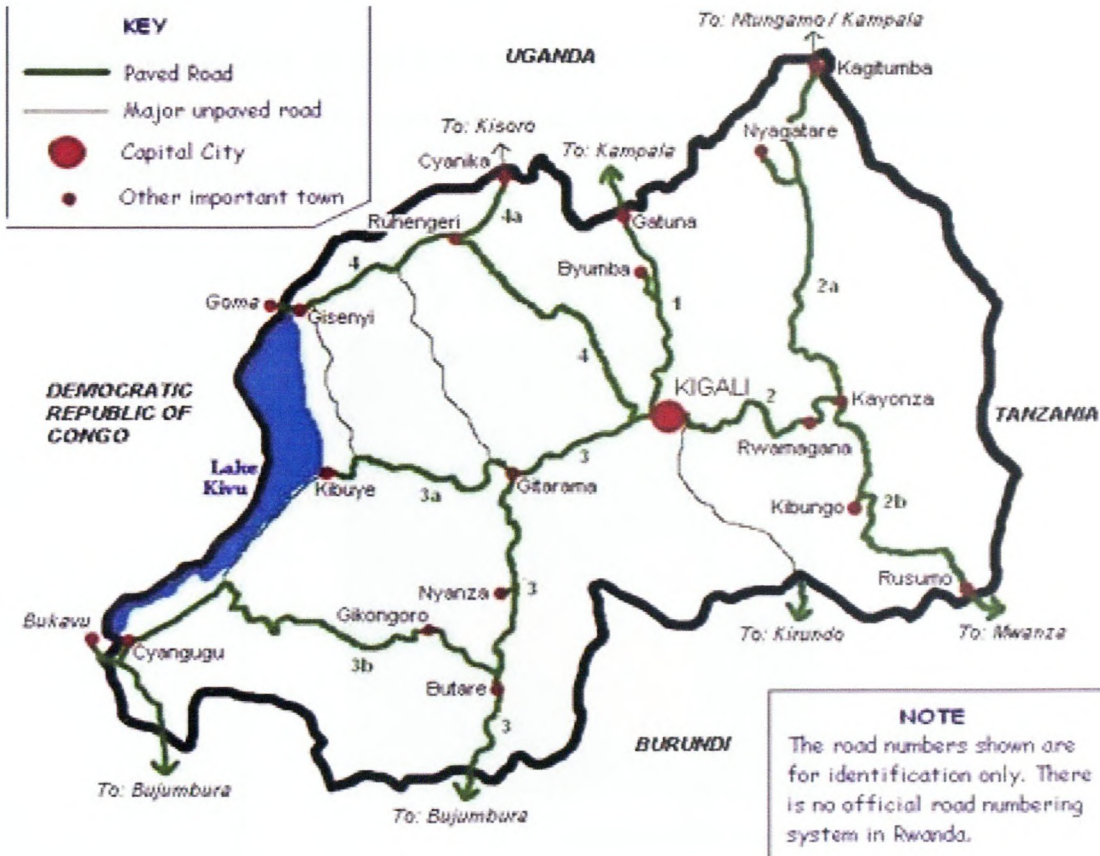 KEY
Paved Road
Major unpaved road
Capital City
Other important town
To: Ntungamo / Kampala
UGANDA
Kagitumba
To: Kisoro
Cyanika
To: Kampala
Nyagatare
4a
Ruhengeri
Gatuna
4
Byumba
1
2a
Goma
Gisenyi
4
DEMOCRATIC
REPUBLIC OF
CONGO
KIGALI
2
Kayonza
TANZANIA
Rwamagana
Lake
Kivu
Kibuye
3a
3
Gitarama
Kibungo
2b
Nyanza
3
Rusumo
Gikongoro
Bukavu
Cyangugu
To: Kirundo
To: Mwanza
3b
Butare
3
BURUNDI
To: Bujumbura
To: Bujumbura
NOTE
The road numbers shown are
for identification only. There
is no official road numbering
system in Rwanda.